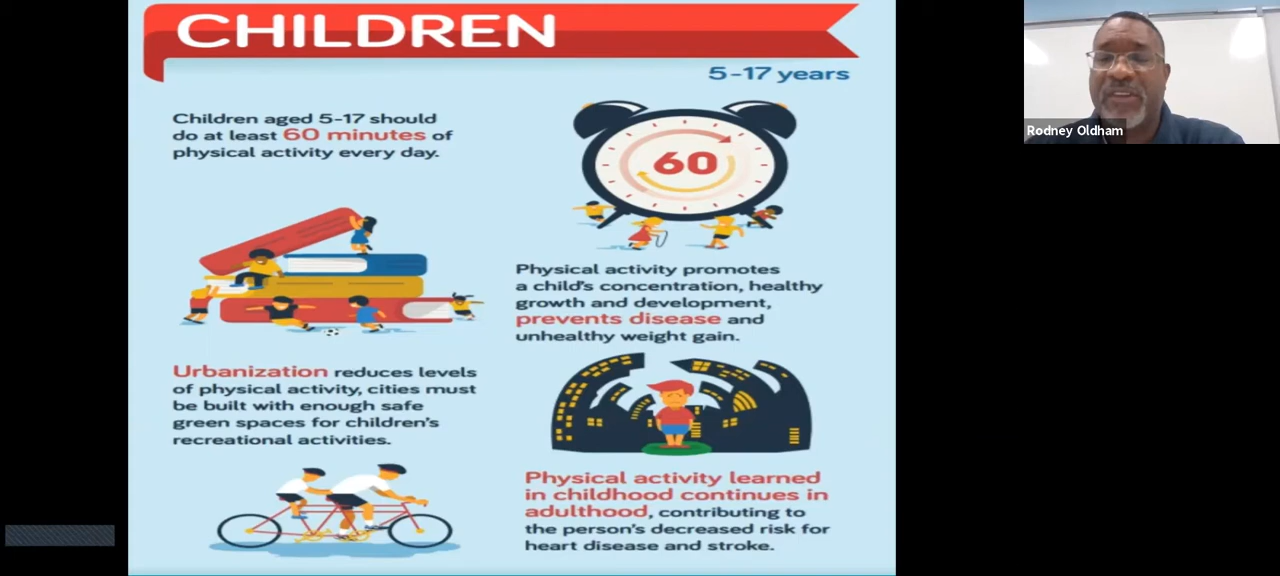 CHILDREN
5-17 years
Children aged 5-17 should
do at least 60 minutes of
physical activity every day.
60
Physical activity promotes
a child's concentration, healthy
growth and development,
prevents disease and
unhealthy weight gain.
Urbanization reduces levels
of physical activity, cities must
be built with enough safe
green spaces for children's
recreational activities.
Physical activity learned
in childhood continues in
adulthood, contributing to
the person's decreased risk for
heart disease and stroke.
Rodney Oldham